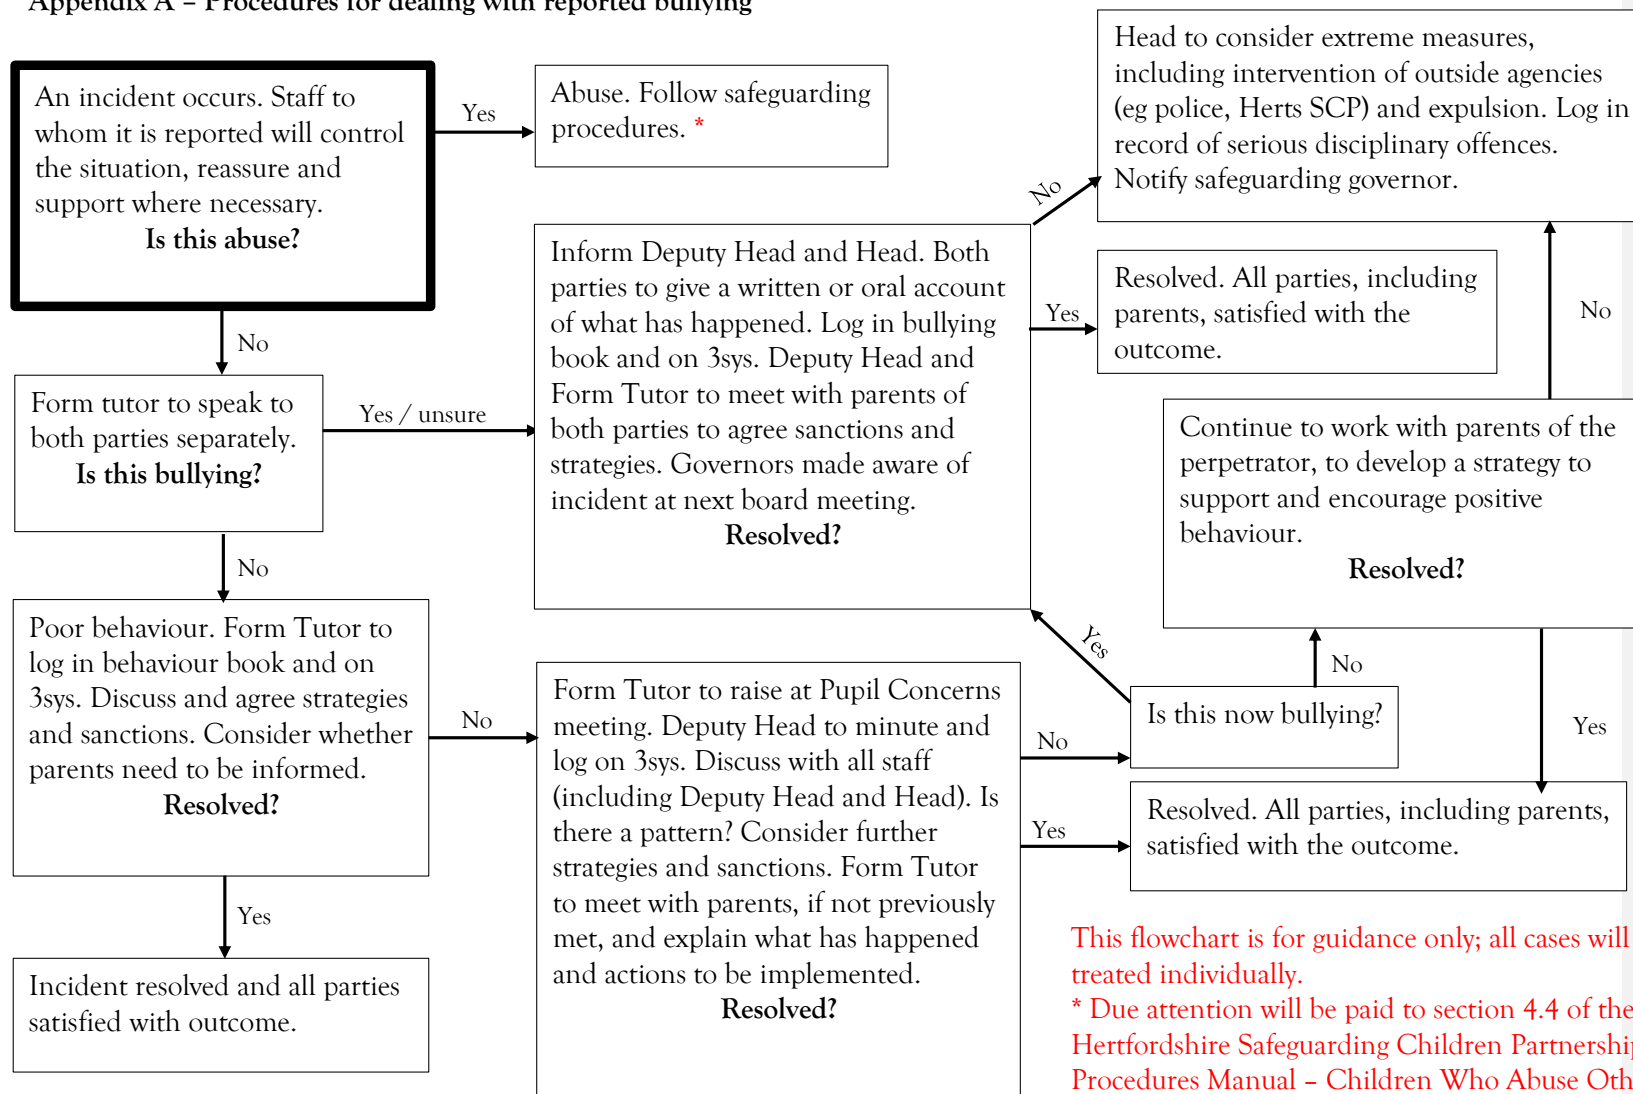 Appendix A – Procedures for dealing with reported bullying
An incident occurs. Staff to
whom it is reported will control
the situation, reassure and
support where necessary.
Is this abuse?
Yes
Abuse. Follow safeguarding
procedures. *
Head to consider extreme measures,
including intervention of outside agencies
(eg police, Herts SCP) and expulsion. Log in
record of serious disciplinary offences.
Notify safeguarding governor.
No
Form tutor to speak to
both parties separately.
Is this bullying?
Yes / unsure
Inform Deputy Head and Head. Both
parties to give a written or oral account
of what has happened. Log in bullying
book and on 3sys. Deputy Head and
Form Tutor to meet with parents of
both parties to agree sanctions and
strategies. Governors made aware of
incident at next board meeting.
Resolved?
No
Yes
Resolved. All parties, including
parents, satisfied with the
outcome.
No
Continue to work with parents of the
perpetrator, to develop a strategy to
support and encourage positive
behaviour.
Resolved?
No
Poor behaviour. Form Tutor to
log in behaviour book and on
3sys. Discuss and agree strategies
and sanctions. Consider whether
parents need to be informed.
Resolved?
No
Form Tutor to raise at Pupil Concerns
meeting. Deputy Head to minute and
log on 3sys. Discuss with all staff
(including Deputy Head and Head). Is
there a pattern? Consider further
strategies and sanctions. Form Tutor
to meet with parents, if not previously
met, and explain what has happened
and actions to be implemented.
Resolved?
Yes
No
Is this now bullying?
No
Yes
Yes
Resolved. All parties, including parents,
satisfied with the outcome.
Yes
Incident resolved and all parties
satisfied with outcome.
This flowchart is for guidance only; all cases will
treated individually.
* Due attention will be paid to section 4.4 of the
Hertfordshire Safeguarding Children Partnership
Procedures Manual – Children Who Abuse